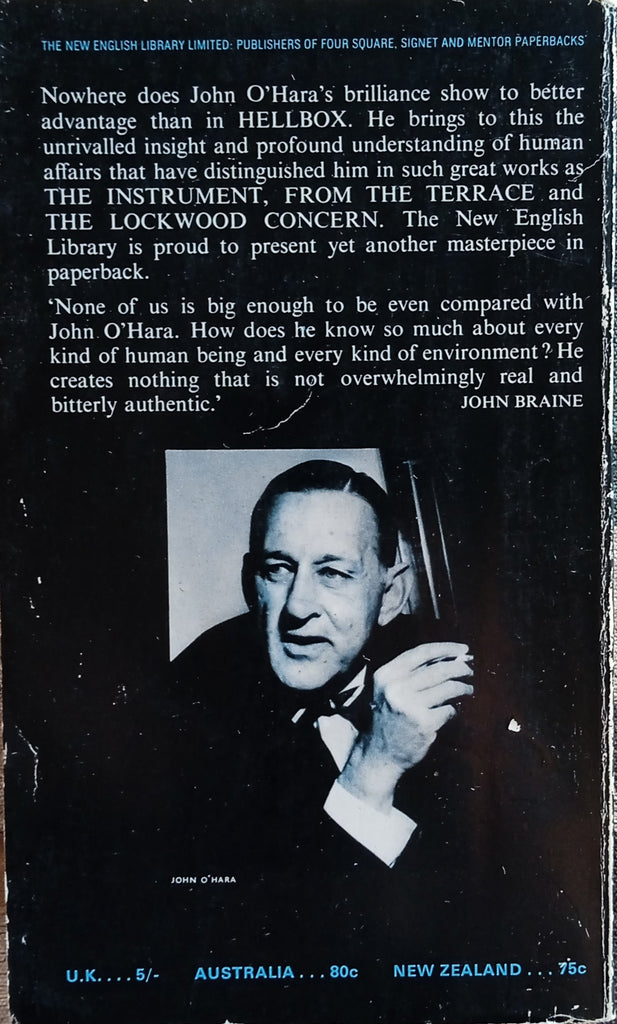 THE NEW ENGLISH LIBRARY LIMITED: PUBLISHERS OF FOUR SQUARE, SIGNET AND MENTOR PAPERBACKS
Nowhere does John O'Hara's brilliance show to better
advantage than in HELLBOX. He brings to this the
unrivalled insight and profound understanding of human
affairs that have distinguished him in such great works as
THE INSTRUMENT, FROM THE TERRACE and
THE LOCKWOOD CONCERN. The New English
Library is proud to present yet another masterpiece in
paperback.
'None of us is big enough to be even compared with
John O'Hara. How does he know so much about every
kind of human being and every kind of environment? He
creates nothing that is not overwhelmingly real and
bitterly authentic.' JOHN BRAINE
JOHN O'HARA
U.K. . . . 5/- AUSTRALIA . . . 80c NEW ZEALAND . . . 75c